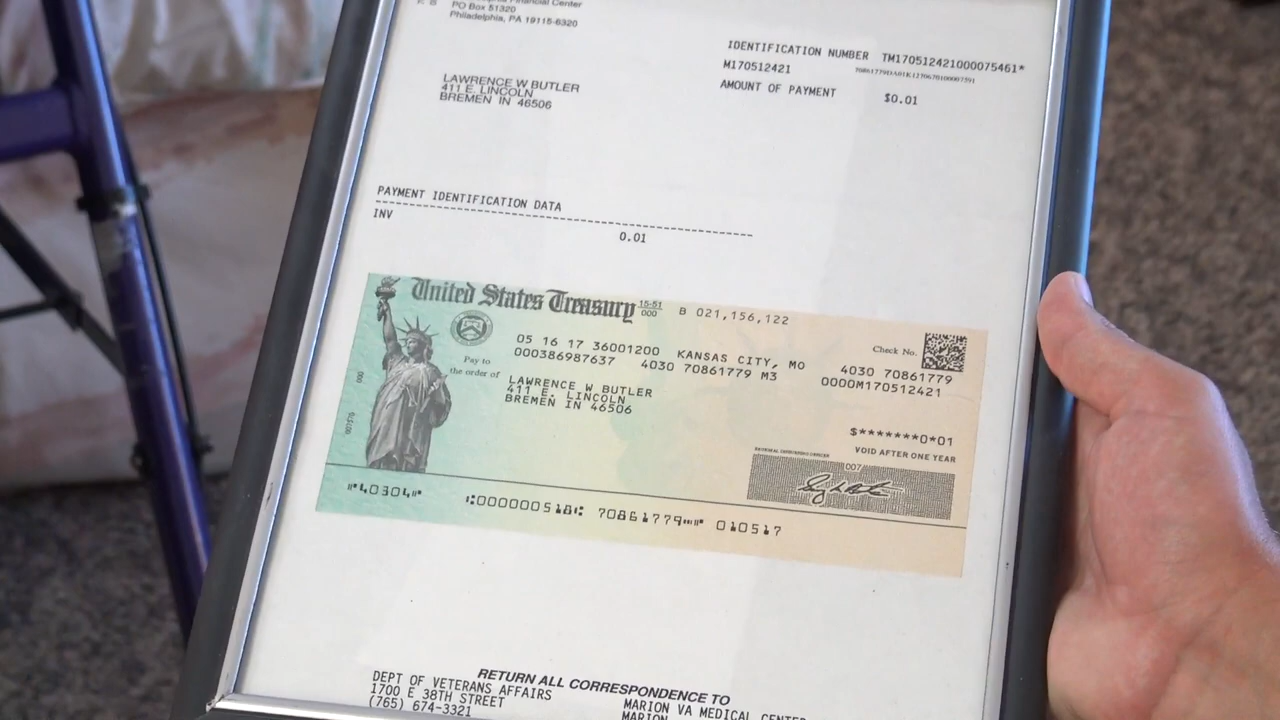 Financial Center
PO Box 51320
Philadelphia, PA 19115-6320
IDENTIFICATION NUMBER TM170512421000075461*
M170512421
AMOUNT OF PAYMENT $0.01
LAWRENCE W BUTLER
411 E. LINCOLN
BREMEN IN 46506
PAYMENT IDENTIFICATION DATA
INV
0.01
United States Treasury 15-51 000 B 021,156,122
Check No.
05 16 17 36001200 KANSAS CITY, MO 4030 70861779
000386987637 4030 70861779 M3 0000M170512421
Pay to
the order of
LAWRENCE W BUTLER
411 E. LINCOLN
BREMEN IN 46506
$*******0*01
VOID AFTER ONE YEAR
007
⑈40304⑈ ⑆000000518⑆ 70861779⑈ 010517
RETURN ALL CORRESPONDENCE TO
DEPT OF VETERANS AFFAIRS MARION VA MEDICAL CENTER
1700 E 38TH STREET MARION
(765) 674-3321